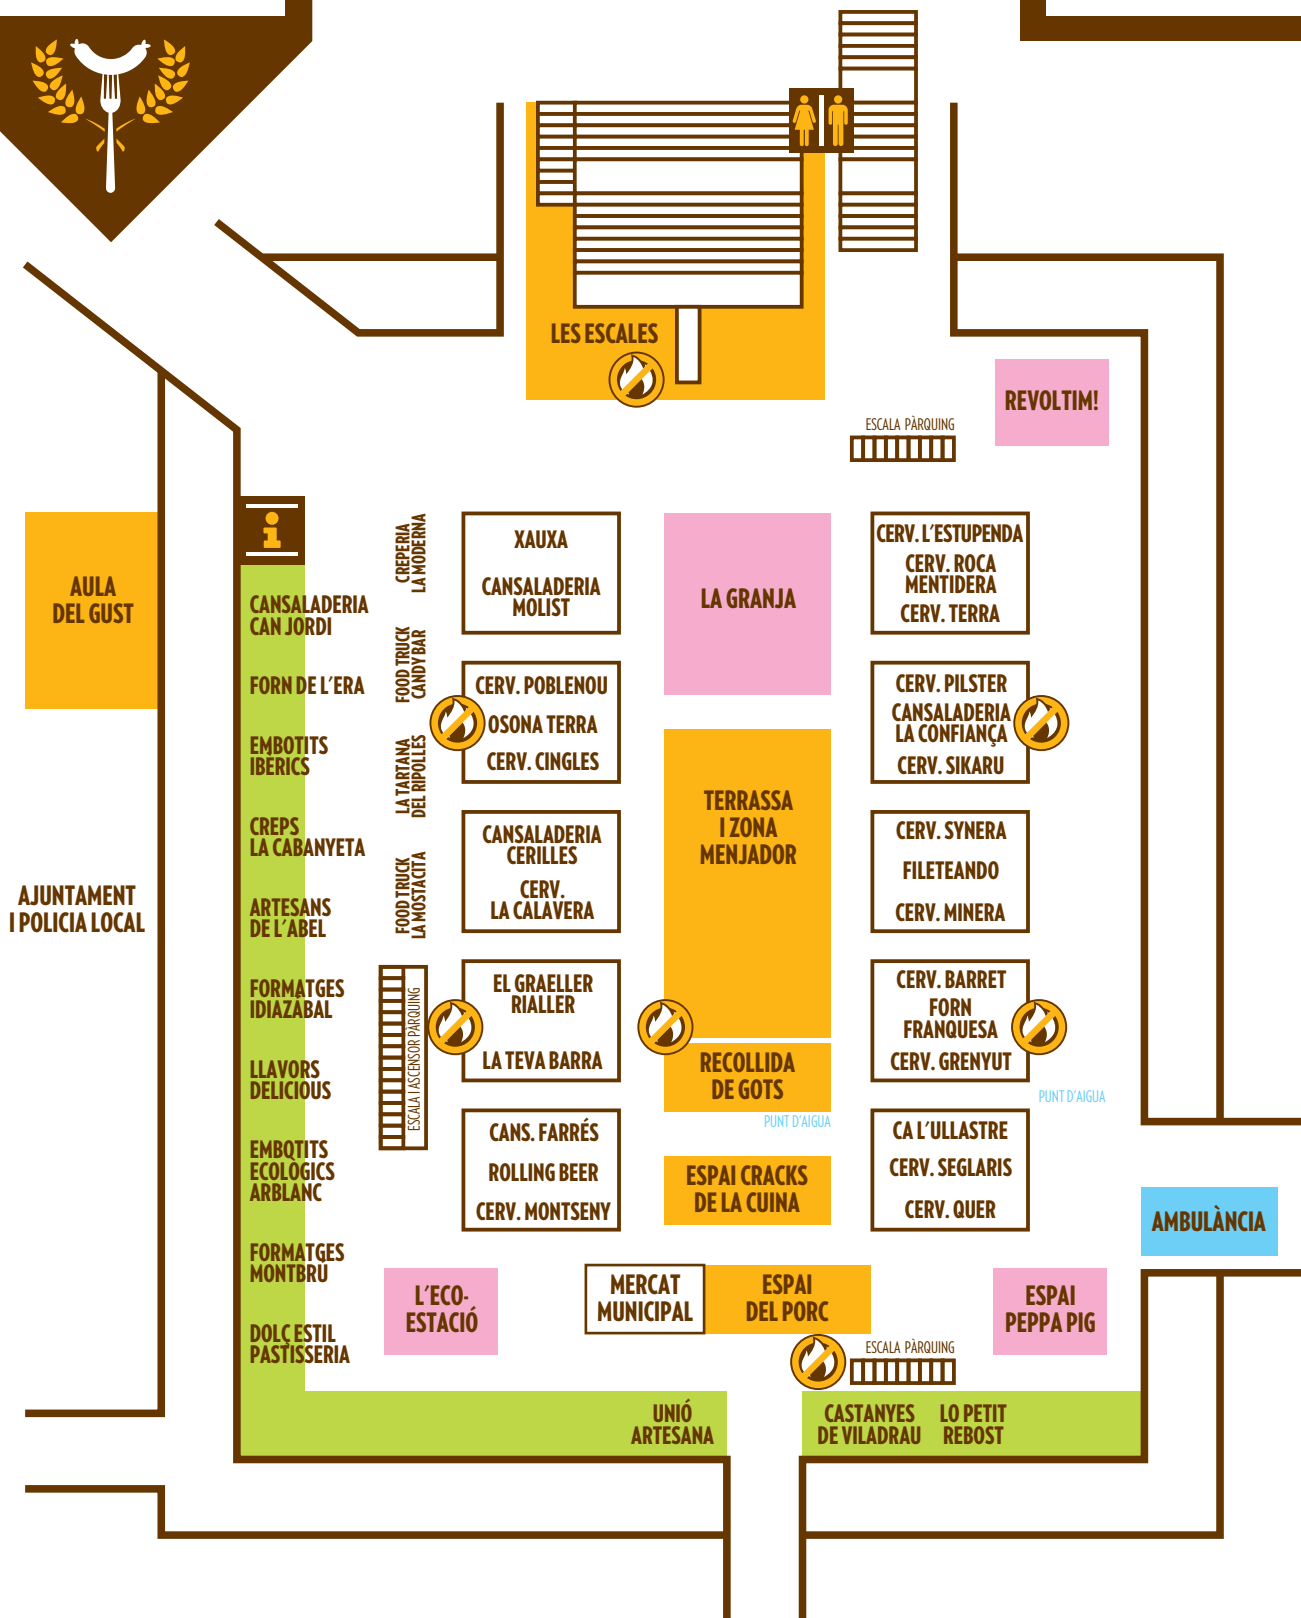 LES ESCALES
ESCALA PÀRQUING
REVOLTIM!
AULA
DEL GUST
AJUNTAMENT
I POLICIA LOCAL
CANSALADERIA
CAN JORDI
FORN DE L'ERA
EMBOTITS
IBÈRICS
CREPS
LA CABANYETA
ARTESANS
DE L'ABEL
FORMATGES
IDIAZÁBAL
LLAVORS
DELICIOUS
EMBOTITS
ECOLÒGICS
ARBLANC
FORMATGES
MONTBRÚ
DOLÇ ESTIL
PASTISSERIA
CREPERIA
LA MODERNA
FOOD TRUCK
CANDY BAR
LA TARTANA
DEL RIPOLLES
FOOD TRUCK
LA MOSTACITA
ESCALA I ASCENSOR PÀRQUING
XAUXA
CANSALADERIA
MOLIST
CERV. POBLENOU
OSONA TERRA
CERV. CINGLES
CANSALADERIA
CERILLES
CERV.
LA CALAVERA
EL GRAELLER
RIALLER
LA TEVA BARRA
CANS. FARRÉS
ROLLING BEER
CERV. MONTSENY
LA GRANJA
TERRASSA
I ZONA
MENJADOR
RECOLLIDA
DE GOTS
PUNT D'AIGUA
ESPAI CRACKS
DE LA CUINA
CERV. L'ESTUPENDA
CERV. ROCA
MENTIDERA
CERV. TERRA
CERV. PILSTER
CANSALADERIA
LA CONFIANÇA
CERV. SIKARU
CERV. SYNERA
FILETEANDO
CERV. MINERA
CERV. BARRET
FORN
FRANQUESA
CERV. GRENYUT
PUNT D'AIGUA
CA L'ULLASTRE
CERV. SEGLARIS
CERV. QUER
AMBULÀNCIA
L'ECO-
ESTACIÓ
MERCAT
MUNICIPAL
ESPAI
DEL PORC
ESPAI
PEPPA PIG
ESCALA PÀRQUING
UNIÓ
ARTESANA
CASTANYES
DE VILADRAU
LO PETIT
REBOST